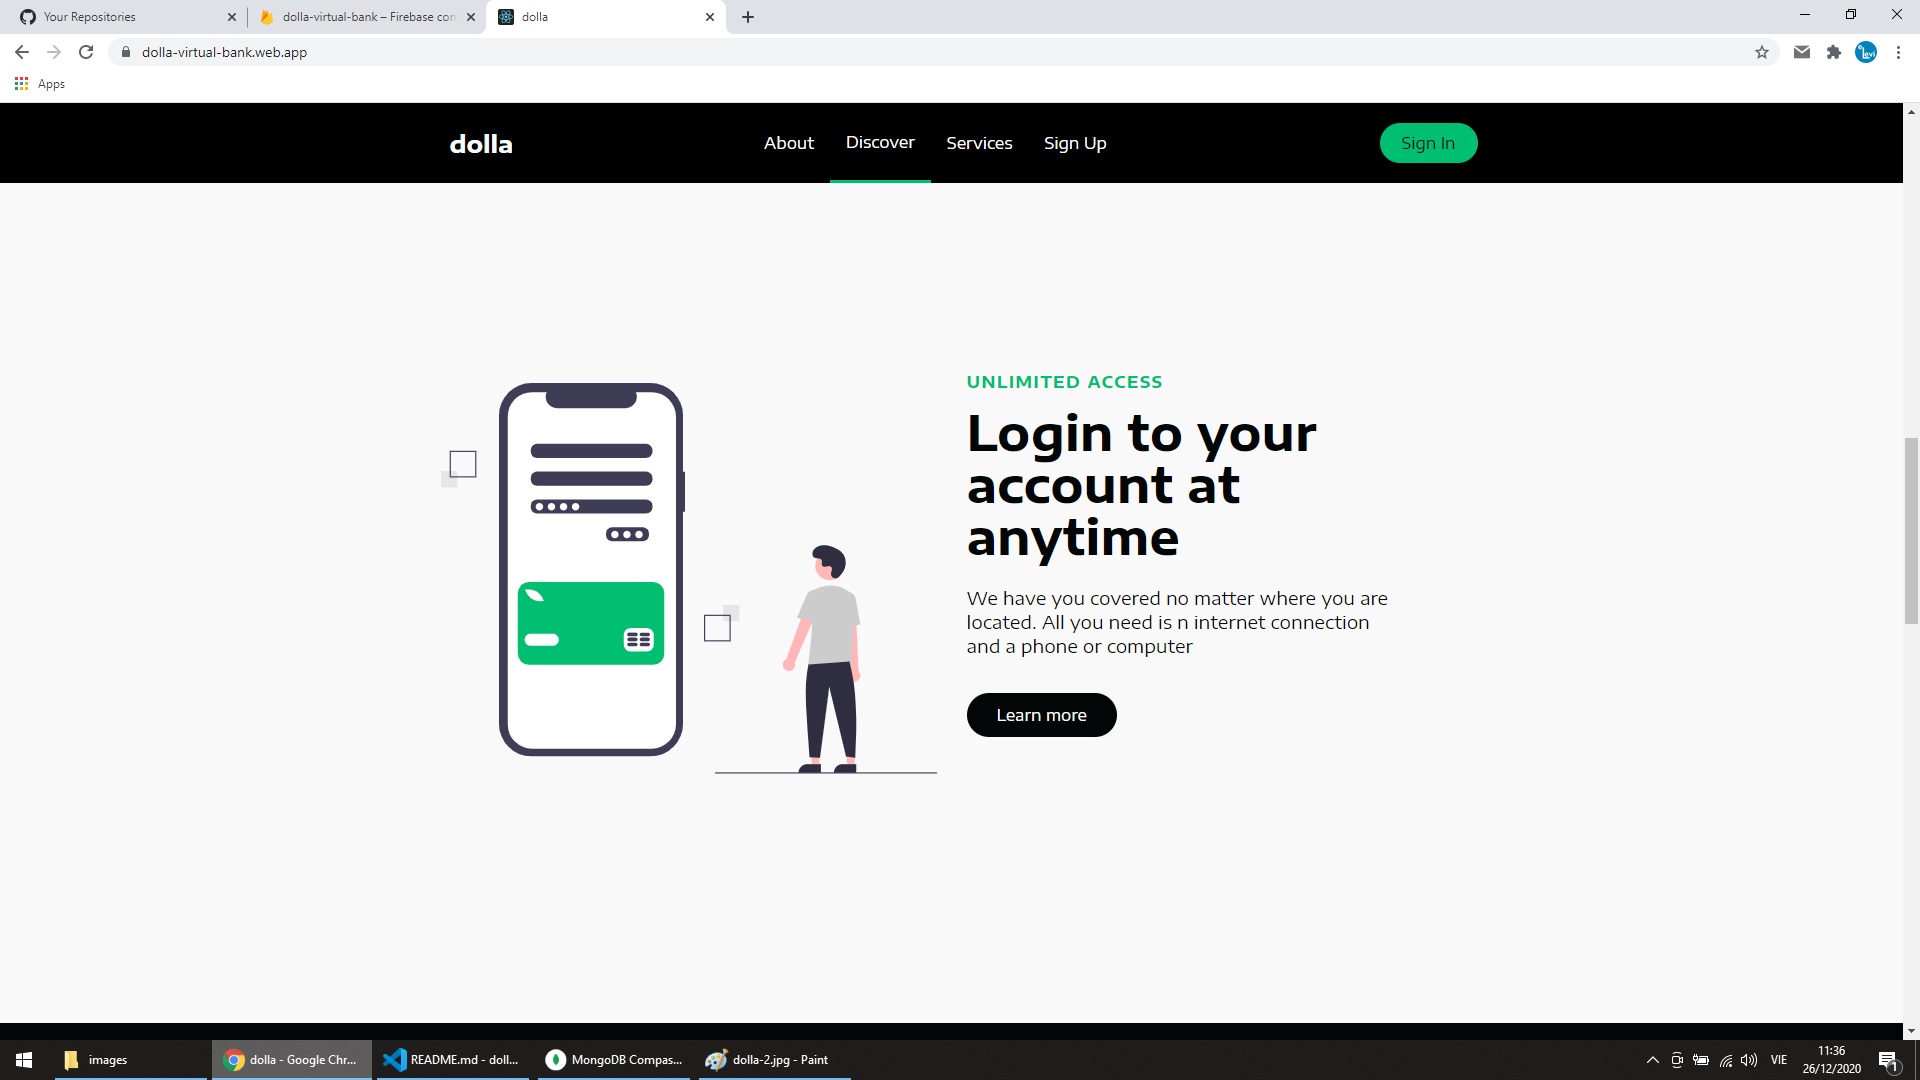 Your Repositories
dolla-virtual-bank – Firebase con
dolla
dolla-virtual-bank.web.app
Apps
dolla
About
Discover
Services
Sign Up
Sign In
UNLIMITED ACCESS
Login to your
account at
anytime
We have you covered no matter where you are
located. All you need is n internet connection
and a phone or computer
Learn more
images
dolla - Google Chr...
README.md - doll...
MongoDB Compas...
dolla-2.jpg - Paint
VIE
11:36
26/12/2020
1